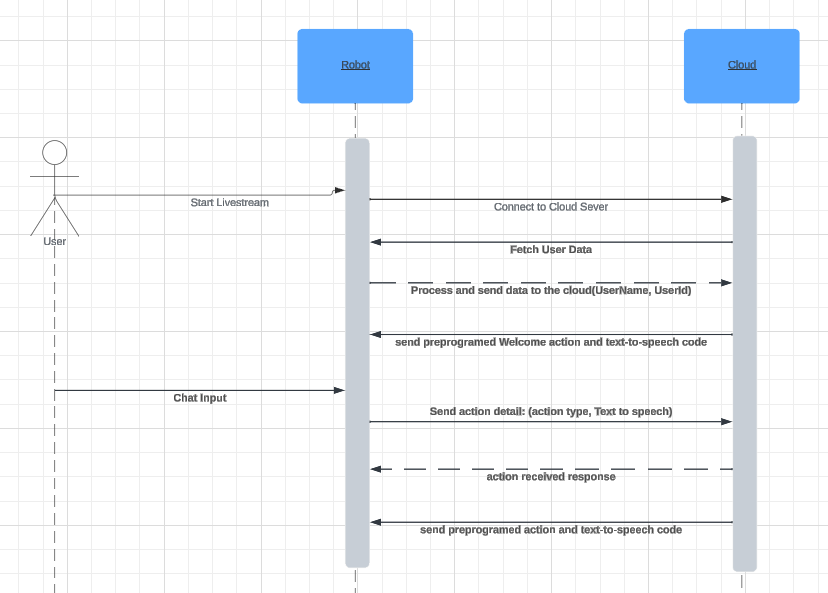 Robot
Cloud
Start Livestream
Connect to Cloud Sever
User
Fetch User Data
Process and send data to the cloud(UserName, UserId)
send preprogramed Welcome action and text-to-speech code
Chat Input
Send action detail: (action type, Text to speech)
action received response
send preprogramed action and text-to-speech code